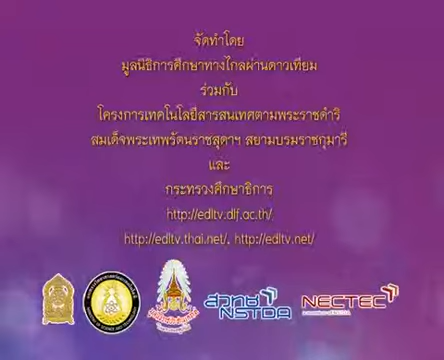 จัดทำโดย
มูลนิธิการศึกษาทางไกลผ่านดาวเทียม
ร่วมกับ
โครงการเทคโนโลยีสารสนเทศตามพระราชดำริ
สมเด็จพระเทพรัตนราชสุดาฯ สยามบรมราชกุมารี
และ
กระทรวงศึกษาธิการ
http://edltv.dlf.ac.th/
http://edltv.thai.net/, http://edltv.net/
สวทช NECTEC
NSTDA